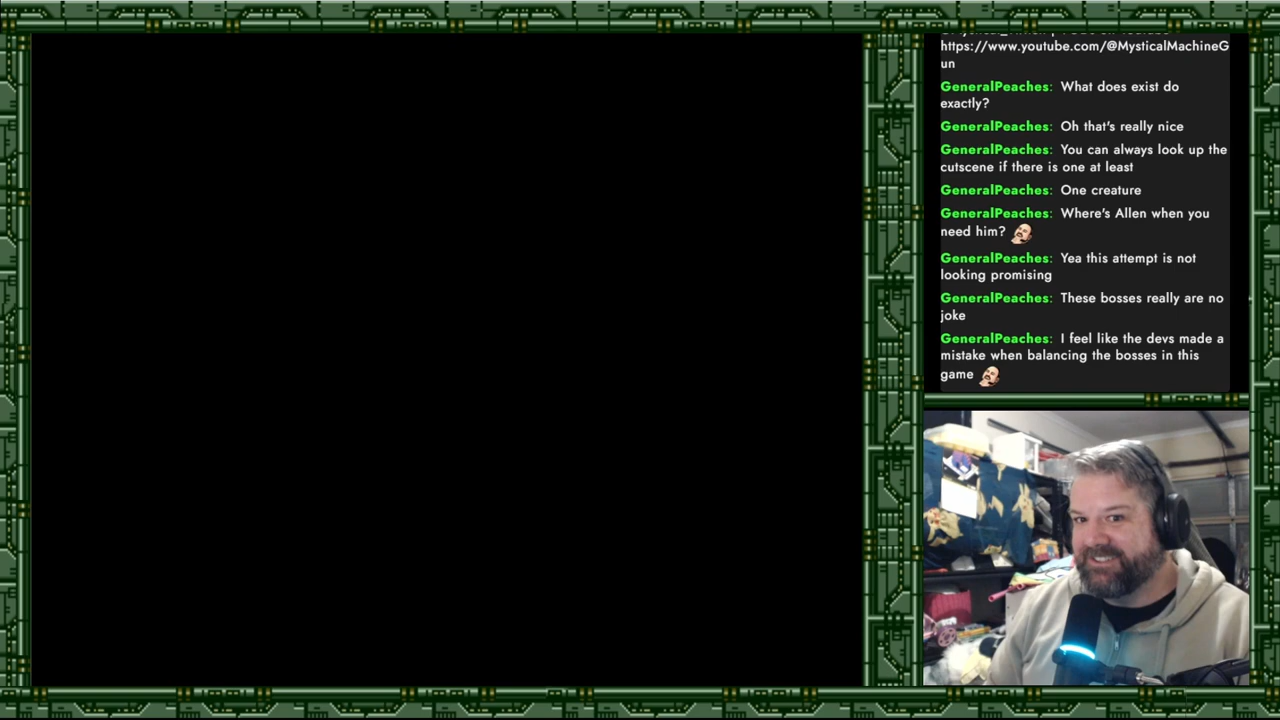 https://www.youtube.com/@MysticalMachineG
un
GeneralPeaches: What does exist do
exactly?
GeneralPeaches: Oh that's really nice
GeneralPeaches: You can always look up the
cutscene if there is one at least
GeneralPeaches: One creature
GeneralPeaches: Where's Allen when you
need him?
GeneralPeaches: Yea this attempt is not
looking promising
GeneralPeaches: These bosses really are no
joke
GeneralPeaches: I feel like the devs made a
mistake when balancing the bosses in this
game